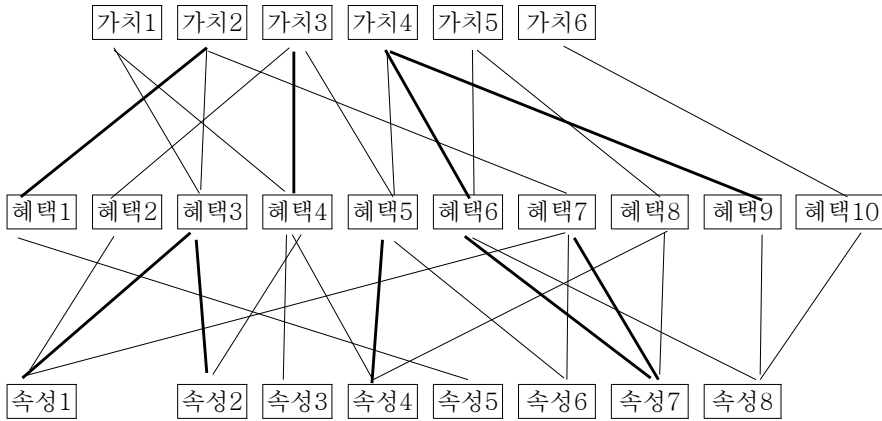 가치1 가치2 가치3 가치4 가치5 가치6
혜택1 혜택2 혜택3 혜택4 혜택5 혜택6 혜택7 혜택8 혜택9 혜택10
속성1 속성2 속성3 속성4 속성5 속성6 속성7 속성8